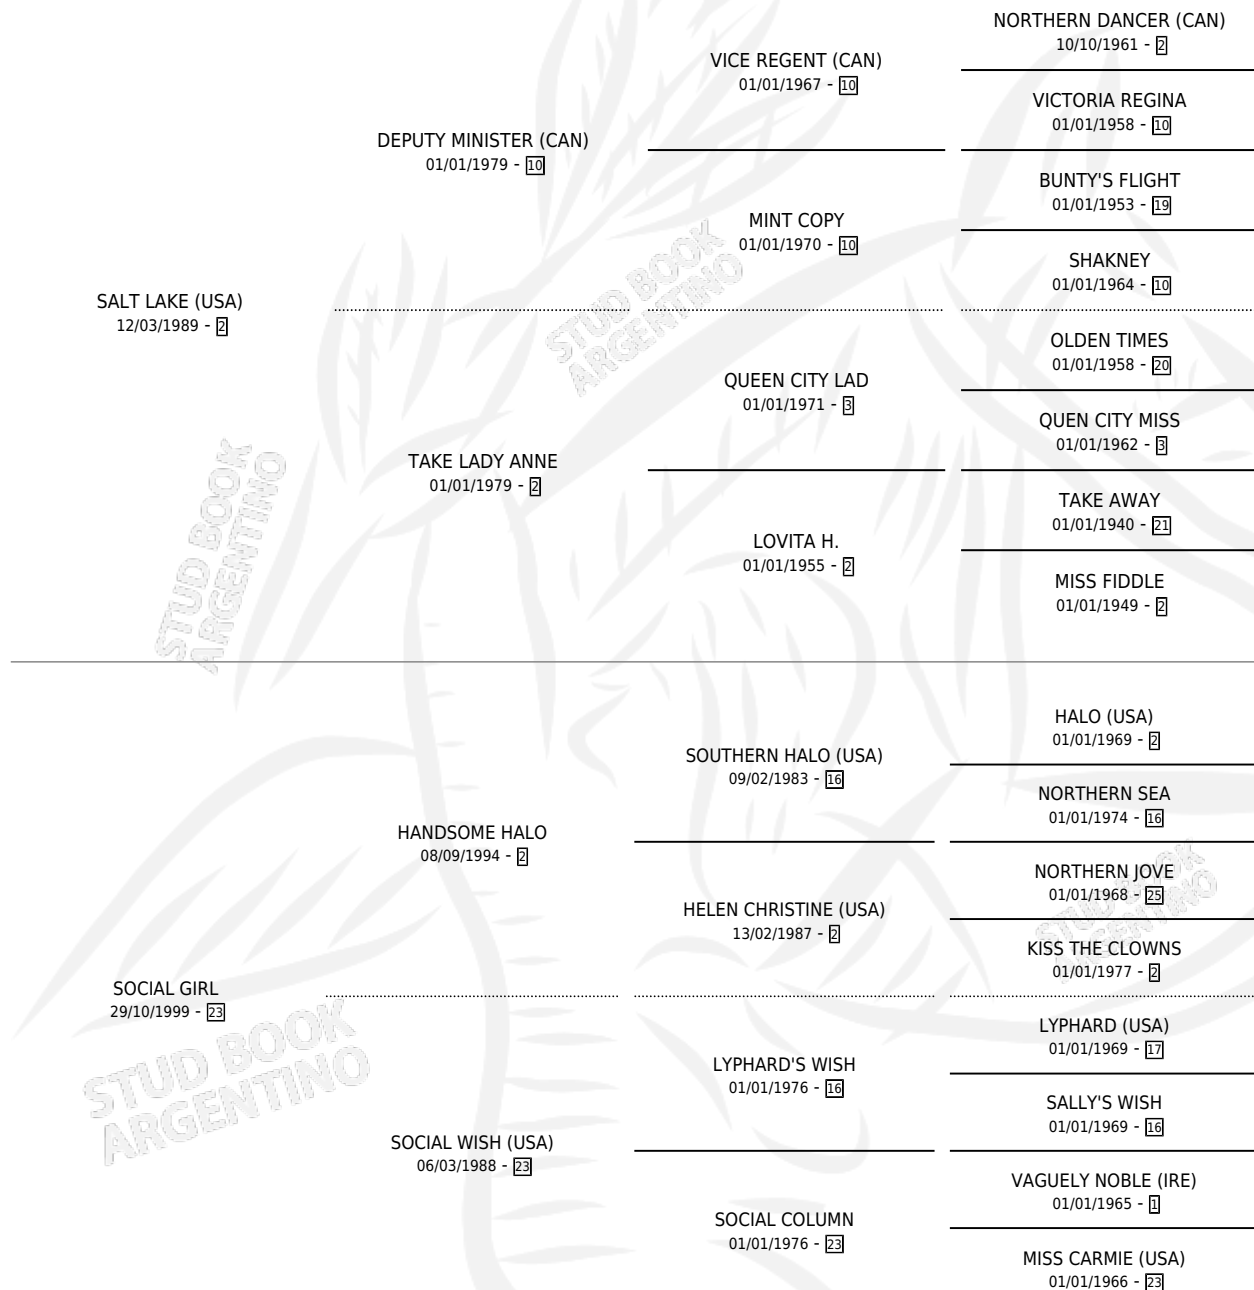 NORTHERN DANCER (CAN)
10/10/1961 - 2
VICE REGENT (CAN)
01/01/1967 - 10
VICTORIA REGINA
01/01/1958 - 10
DEPUTY MINISTER (CAN)
01/01/1979 - 10
BUNTY'S FLIGHT
01/01/1953 - 19
MINT COPY
01/01/1970 - 10
SHAKNEY
01/01/1964 - 10
SALT LAKE (USA)
12/03/1989 - 2
STUD BOOK
ARGENTINO
OLDEN TIMES
01/01/1958 - 20
QUEEN CITY LAD
01/01/1971 - 3
QUEN CITY MISS
01/01/1962 - 3
TAKE LADY ANNE
01/01/1979 - 2
TAKE AWAY
01/01/1940 - 21
LOVITA H.
01/01/1955 - 2
MISS FIDDLE
01/01/1949 - 2
STUD BOOK
ARGENTINO
HALO (USA)
01/01/1969 - 2
SOUTHERN HALO (USA)
09/02/1983 - 16
NORTHERN SEA
01/01/1974 - 16
HANDSOME HALO
08/09/1994 - 2
NORTHERN JOVE
01/01/1968 - 25
STUD BOOK
ARGENTINO
HELEN CHRISTINE (USA)
13/02/1987 - 2
KISS THE CLOWNS
01/01/1977 - 2
SOCIAL GIRL
29/10/1999 - 23
STUD BOOK
ARGENTINO
LYPHARD (USA)
01/01/1969 - 17
LYPHARD'S WISH
01/01/1976 - 16
SALLY'S WISH
01/01/1969 - 16
SOCIAL WISH (USA)
06/03/1988 - 23
VAGUELY NOBLE (IRE)
01/01/1965 - 1
SOCIAL COLUMN
01/01/1976 - 23
MISS CARMIE (USA)
01/01/1966 - 23